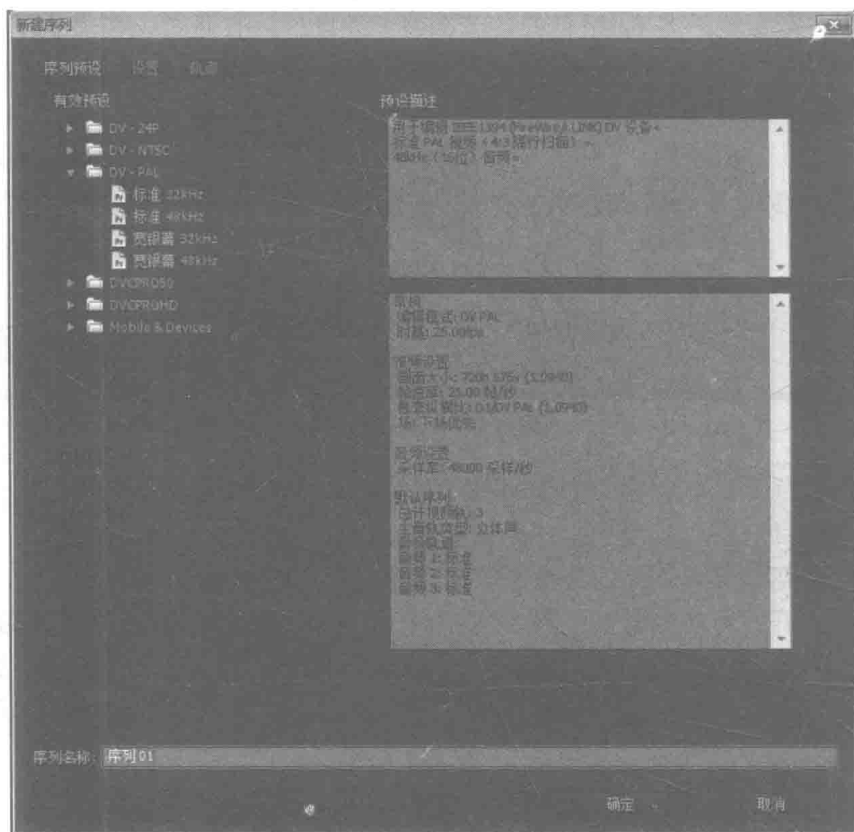 新建序列
序列预设 设置 轨道
有效预设
DV - 24P
DV - NTSC
DV - PAL
标准 32kHz
标准 48kHz
宽银幕 32kHz
宽银幕 48kHz
DVCPRO50
DVCPROHD
Mobile & Devices
预设描述
用于编辑 IEEE1394 (FireWire/i.LINK) DV 设备。
标准 PAL 视频（4:3 隔行扫描）。
48kHz（16位）音频。
常规
编辑模式: DV PAL
时基: 25.00fps
视频设置
画面大小: 720h 576v (1.0940)
帧速率: 25.00 帧/秒
像素纵横比: D1/DV PAL (1.0940)
场: 下场优先
音频设置
采样率: 48000 采样/秒
默认序列
总计视频轨: 3
主音轨类型: 立体声
音频轨道:
音频 1: 标准
音频 2: 标准
音频 3: 标准
序列名称: 序列 01
确定 取消